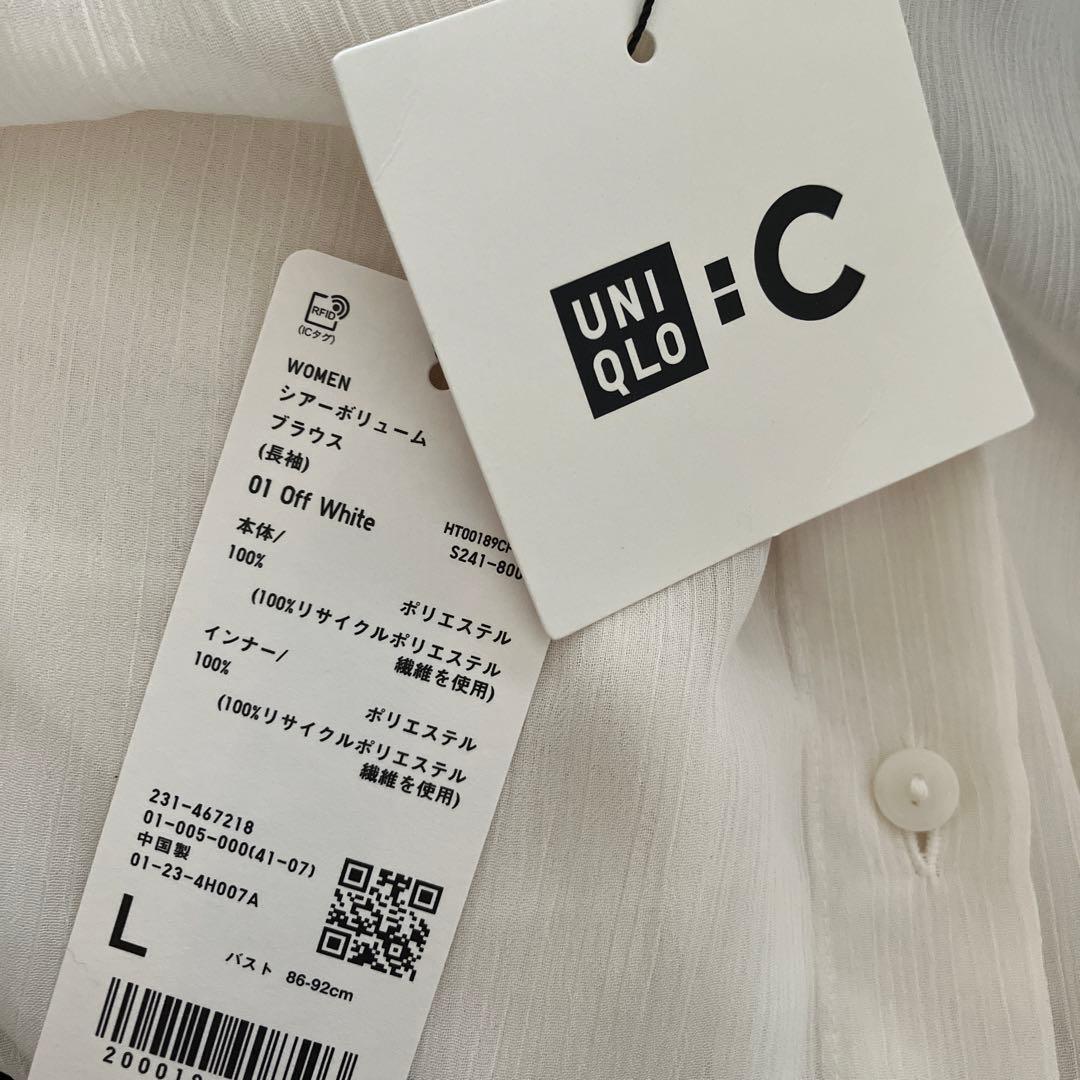 UNI
QLO
:C
RFID
(ICタグ)
WOMEN
シアーボリューム
ブラウス
(長袖)
01 Off White
HT00189CH
S241-800
本体/
100%
ポリエステル
(100%リサイクルポリエステル
繊維を使用)
インナー/
100%
ポリエステル
(100%リサイクルポリエステル
繊維を使用)
231-467218
01-005-000(41-07)
中国製
01-23-4H007A
L
バスト 86-92cm